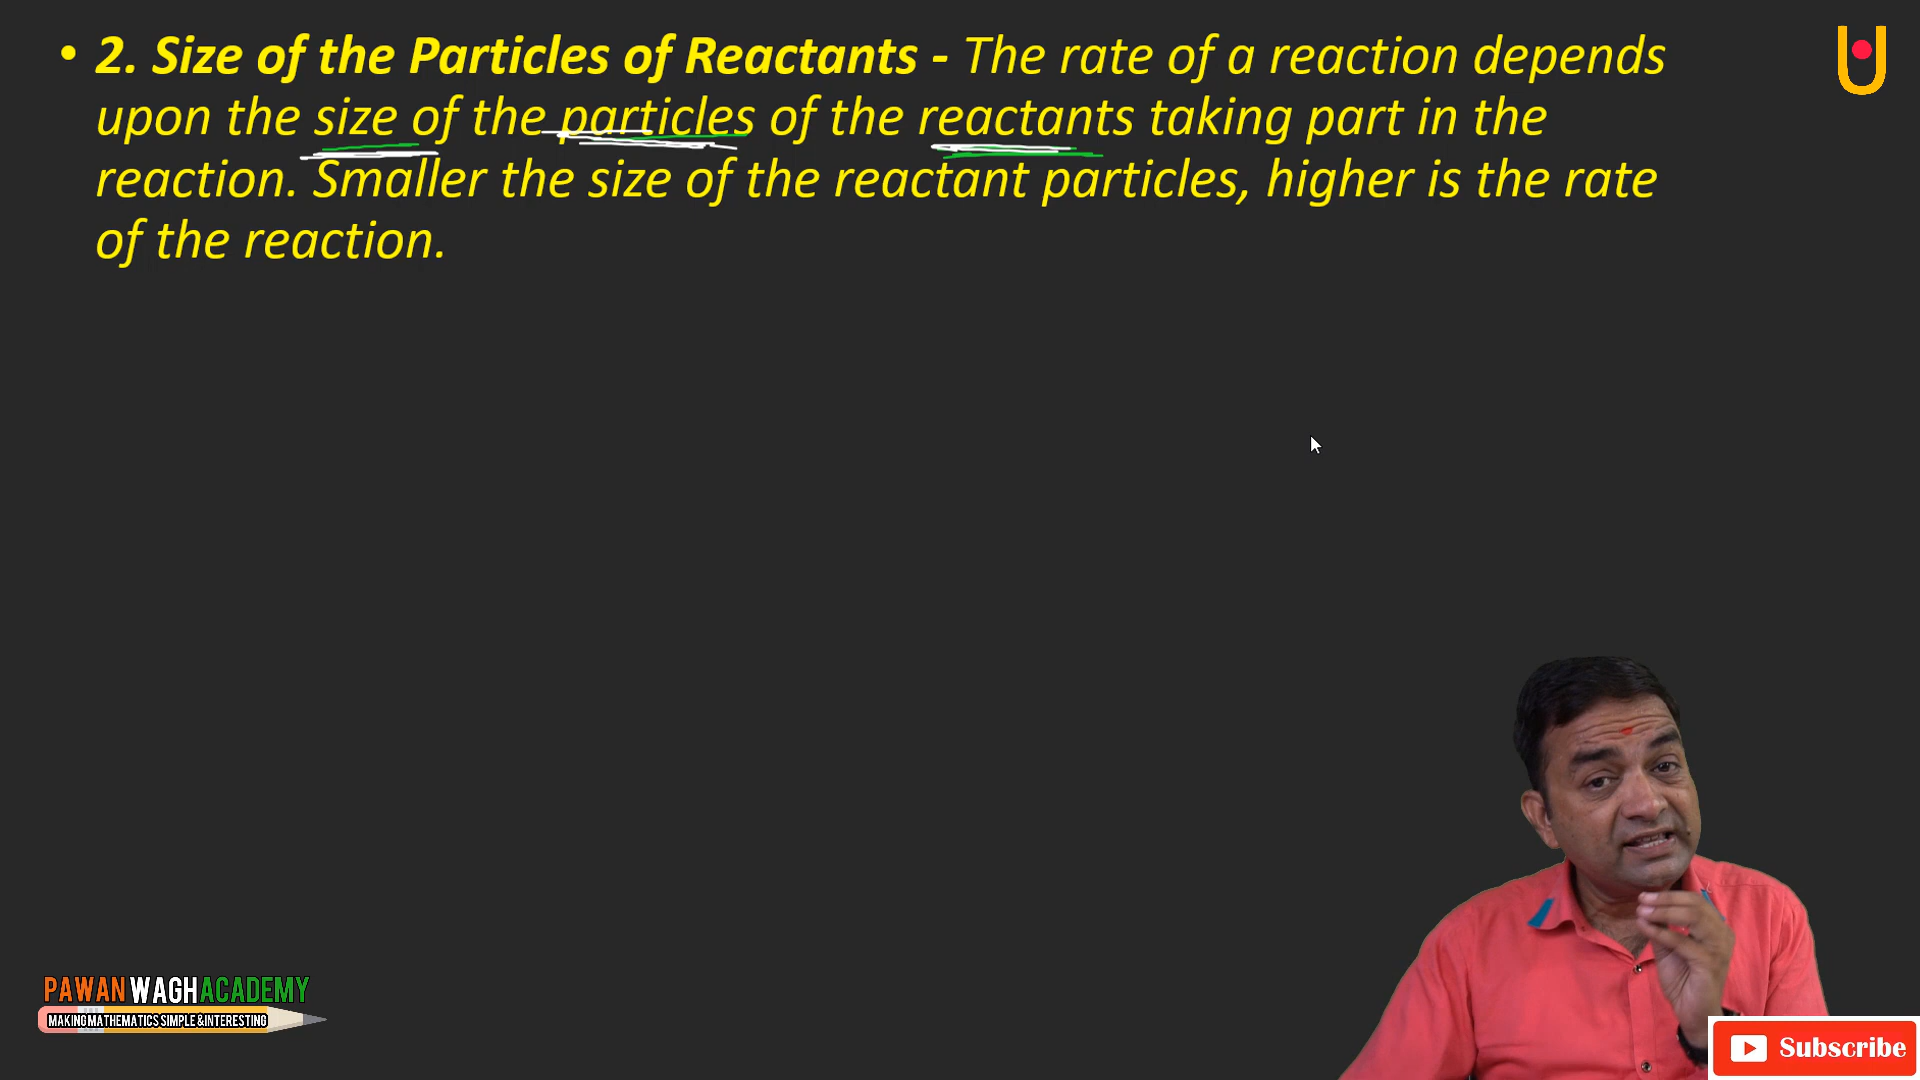 • 2. Size of the Particles of Reactants - The rate of a reaction depends
upon the size of the particles of the reactants taking part in the
reaction. Smaller the size of the reactant particles, higher is the rate
of the reaction.
PAWAN WAGH ACADEMY
MAKING MATHEMATICS SIMPLE & INTERESTING
Subscribe